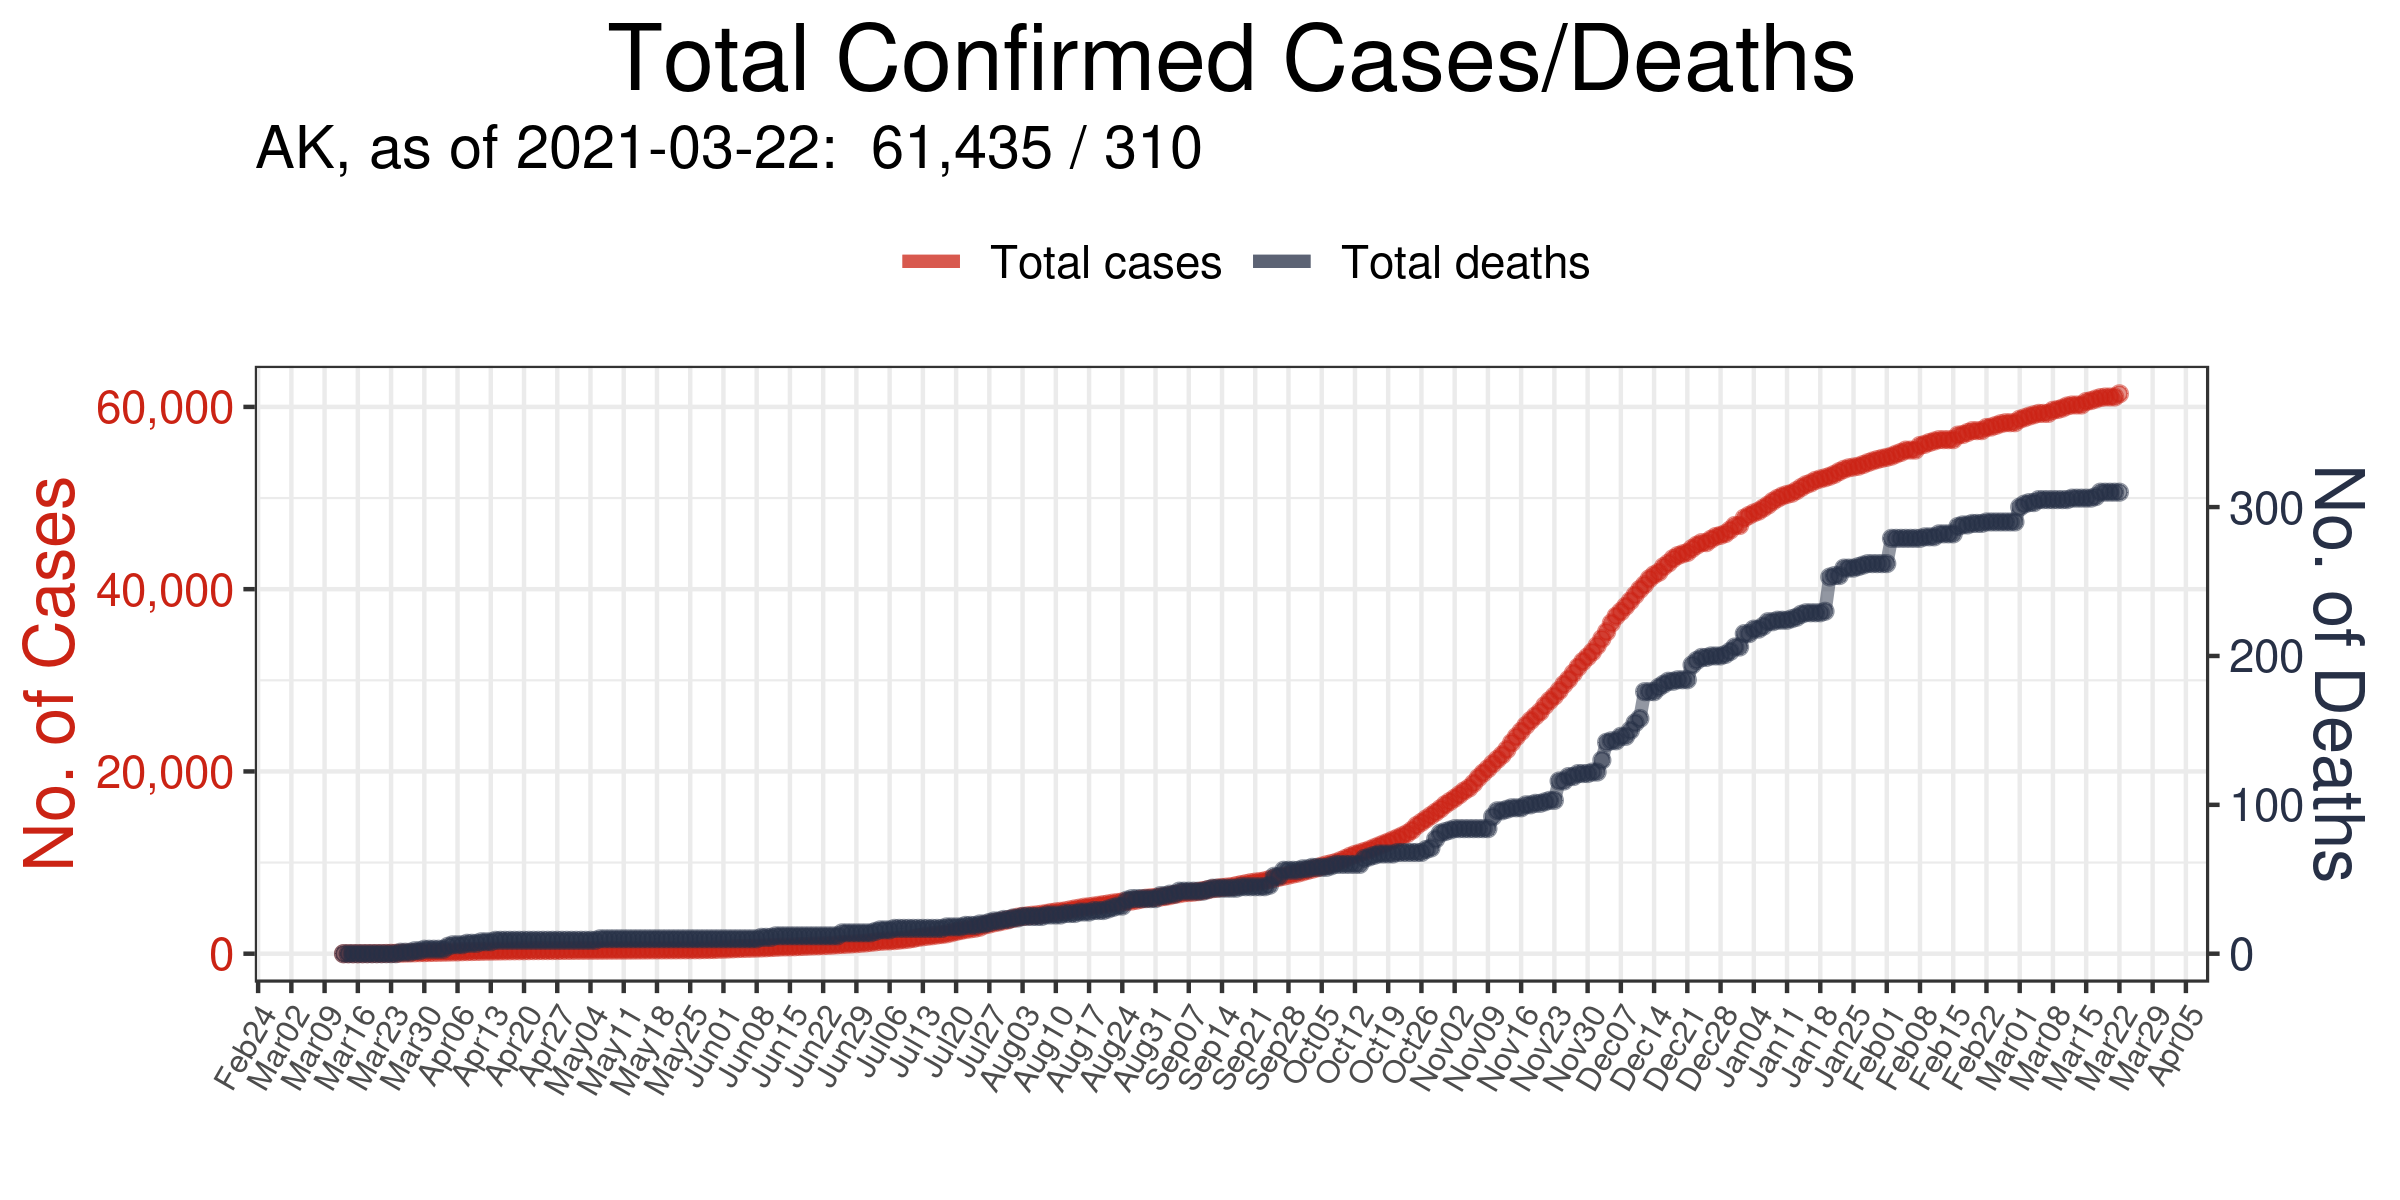 Total Confirmed Cases/Deaths
AK, as of 2021-03-22:  61,435 / 310
Total cases
Total deaths
No. of Cases
60,000
40,000
20,000
0
300
200
100
0
No. of Deaths
Feb24
Mar02
Mar09
Mar16
Mar23
Mar30
Apr06
Apr13
Apr20
Apr27
May04
May11
May18
May25
Jun01
Jun08
Jun15
Jun22
Jun29
Jul06
Jul13
Jul20
Jul27
Aug03
Aug10
Aug17
Aug24
Aug31
Sep07
Sep14
Sep21
Sep28
Oct05
Oct12
Oct19
Oct26
Nov02
Nov09
Nov16
Nov23
Nov30
Dec07
Dec14
Dec21
Dec28
Jan04
Jan11
Jan18
Jan25
Feb01
Feb08
Feb15
Feb22
Mar01
Mar08
Mar15
Mar22
Mar29
Apr05